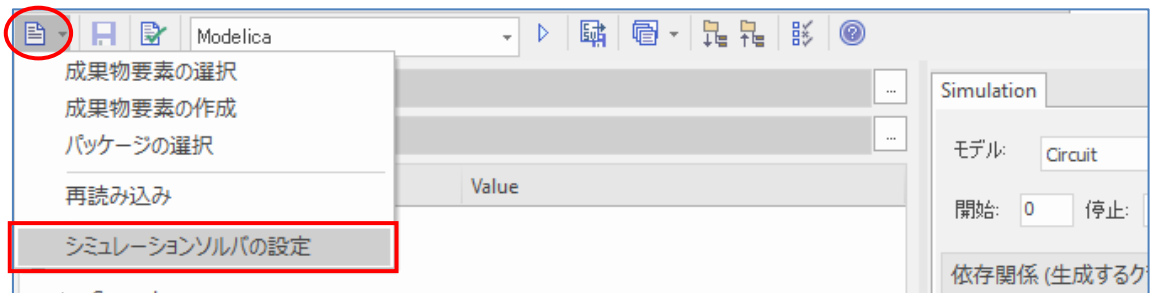 Modelica
成果物要素の選択
成果物要素の作成
パッケージの選択
再読み込み
シミュレーションソルバの設定
...
...
Value
Simulation
モデル: Circuit
開始: 0 停止:
依存関係 (生成するク